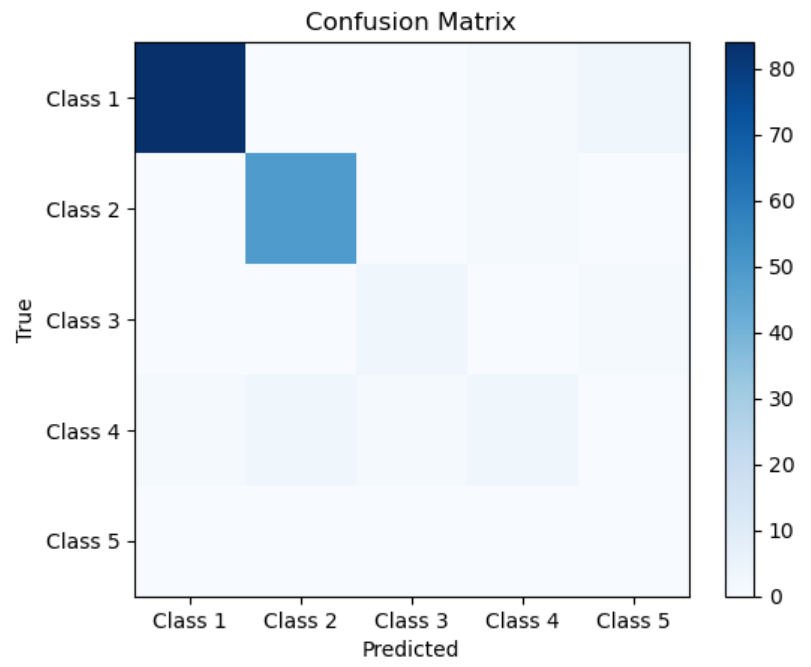 Confusion Matrix
Class 1
Class 2
Class 3
Class 4
Class 5
True
Class 1 Class 2 Class 3 Class 4 Class 5
Predicted
80
70
60
50
40
30
20
10
0